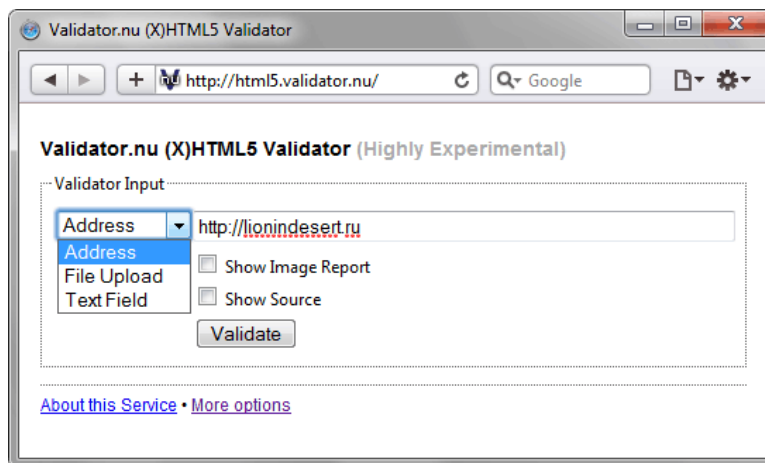 Validator.nu (X)HTML5 Validator
http://html5.validator.nu/ Google
Validator.nu (X)HTML5 Validator (Highly Experimental)
Validator Input
Address http://lionindesert.ru
Address
File Upload Show Image Report
Text Field Show Source
Validate
About this Service • More options